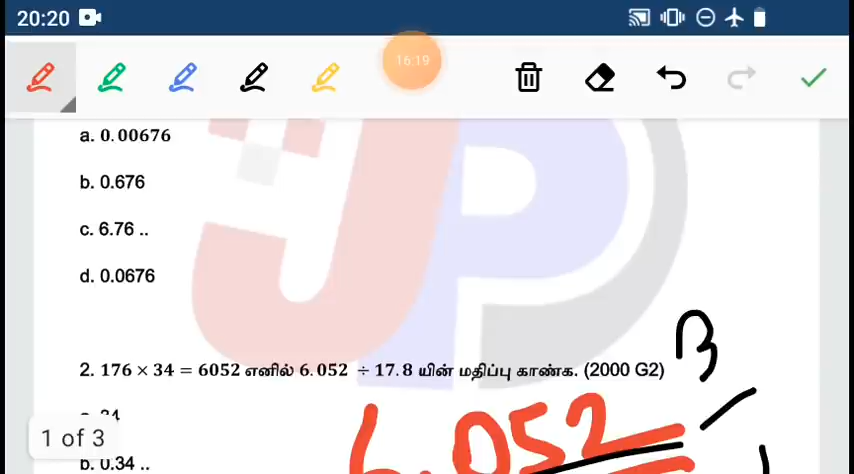 20:20
16:19
a. 0.00676
b. 0.676
c. 6.76 ..
d. 0.0676
2. 176 × 34 = 6052 எனில் 6.052 ÷ 17.8 யின் மதிப்பு காண்க. (2000 G2)
B
34
1 of 3
6.052
b. 0.34 ..